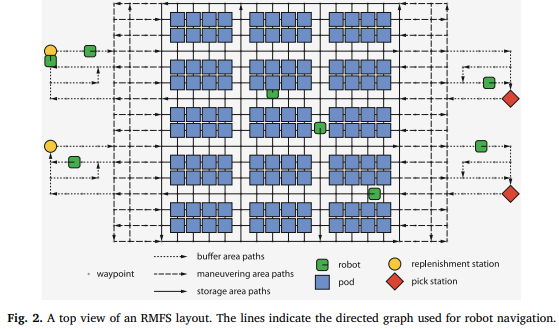 buffer area paths
waypoint
maneuvering area paths
storage area paths
robot
pod
replenishment station
pick station
Fig. 2. A top view of an RMFS layout. The lines indicate the directed graph used for robot navigation.